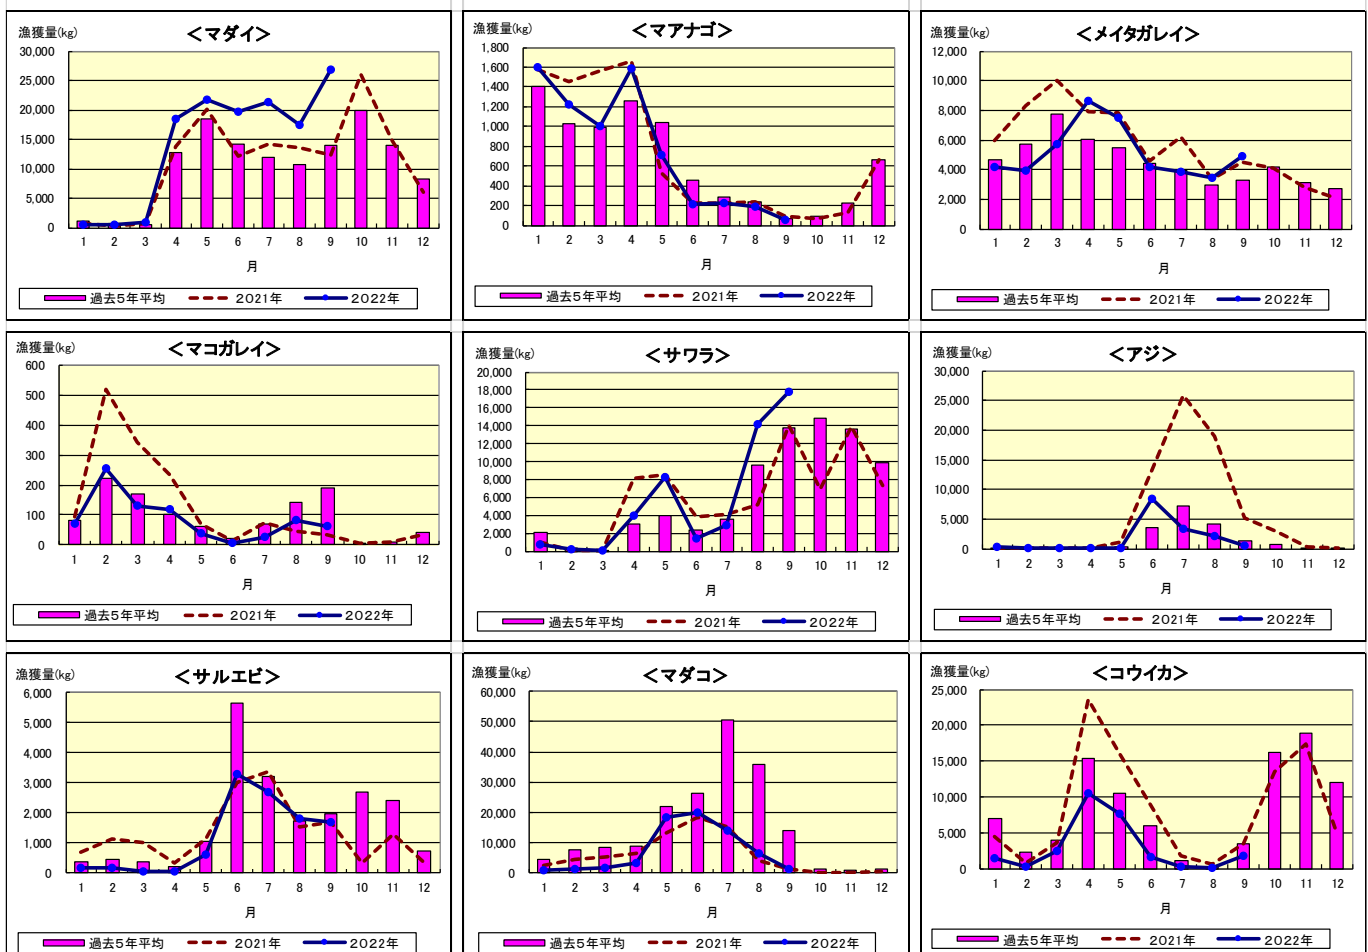 漁獲量(kg)
＜マダイ＞
30,000
25,000
20,000
15,000
10,000
5,000
0
1 2 3 4 5 6 7 8 9 10 11 12
月
過去5年平均 2021年 2022年
漁獲量(kg)
＜マアナゴ＞
1,800
1,600
1,400
1,200
1,000
800
600
400
200
0
1 2 3 4 5 6 7 8 9 10 11 12
月
過去5年平均 2021年 2022年
漁獲量(kg)
＜メイタガレイ＞
12,000
10,000
8,000
6,000
4,000
2,000
0
1 2 3 4 5 6 7 8 9 10 11 12
月
過去5年平均 2021年 2022年
漁獲量(kg)
＜マコガレイ＞
600
500
400
300
200
100
0
1 2 3 4 5 6 7 8 9 10 11 12
月
過去5年平均 2021年 2022年
漁獲量(kg)
＜サワラ＞
20,000
18,000
16,000
14,000
12,000
10,000
8,000
6,000
4,000
2,000
0
1 2 3 4 5 6 7 8 9 10 11 12
月
過去5年平均 2021年 2022年
漁獲量(kg)
＜アジ＞
30,000
25,000
20,000
15,000
10,000
5,000
0
1 2 3 4 5 6 7 8 9 10 11 12
月
過去5年平均 2021年 2022年
漁獲量(kg)
＜サルエビ＞
6,000
5,000
4,000
3,000
2,000
1,000
0
1 2 3 4 5 6 7 8 9 10 11 12
月
過去5年平均 2021年 2022年
漁獲量(kg)
＜マダコ＞
60,000
50,000
40,000
30,000
20,000
10,000
0
1 2 3 4 5 6 7 8 9 10 11 12
月
過去5年平均 2021年 2022年
漁獲量(kg)
＜コウイカ＞
25,000
20,000
15,000
10,000
5,000
0
1 2 3 4 5 6 7 8 9 10 11 12
月
過去5年平均 2021年 2022年